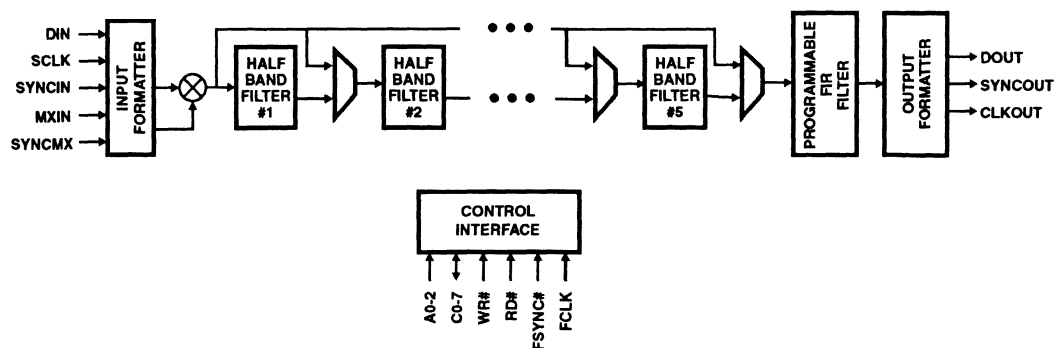 DIN
SCLK
SYNCIN
MXIN
SYNCMX
INPUT
FORMATTER
HALF
BAND
FILTER
#1
HALF
BAND
FILTER
#2
HALF
BAND
FILTER
#5
PROGRAMMABLE
FIR
FILTER
OUTPUT
FORMATTER
DOUT
SYNCOUT
CLKOUT
CONTROL
INTERFACE
A0-2
C0-7
WR#
RD#
FSYNC#
FCLK